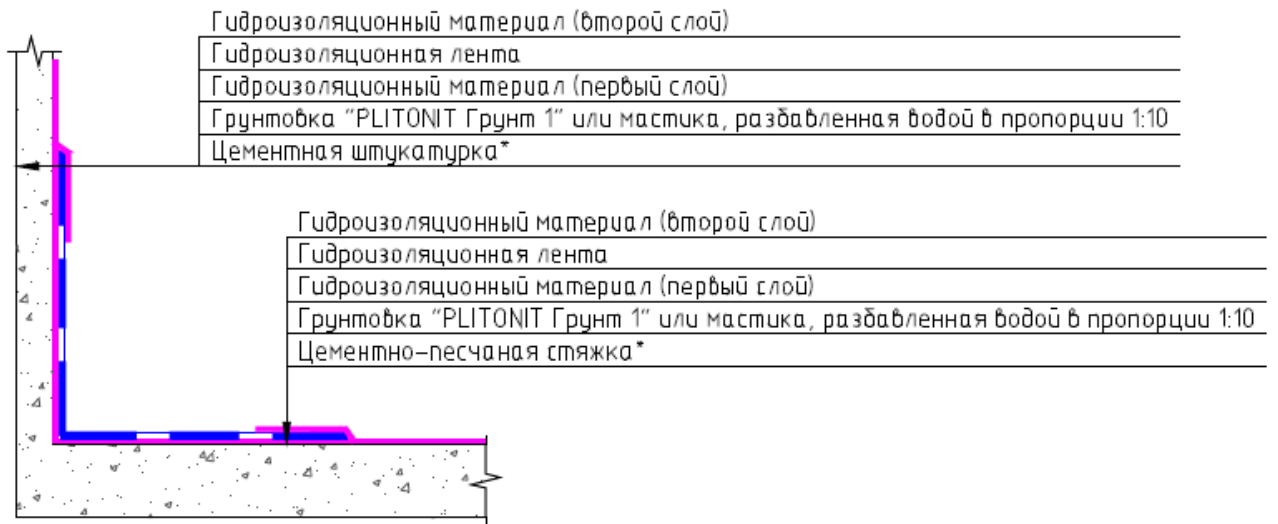 Гидроизоляционный материал (второй слой)
Гидроизоляционная лента
Гидроизоляционный материал (первый слой)
Грунтовка "PLITONIT Грунт 1" или мастика, разбавленная водой в пропорции 1:10
Цементная штукатурка*
Гидроизоляционный материал (второй слой)
Гидроизоляционная лента
Гидроизоляционный материал (первый слой)
Грунтовка "PLITONIT Грунт 1" или мастика, разбавленная водой в пропорции 1:10
Цементно-песчаная стяжка*